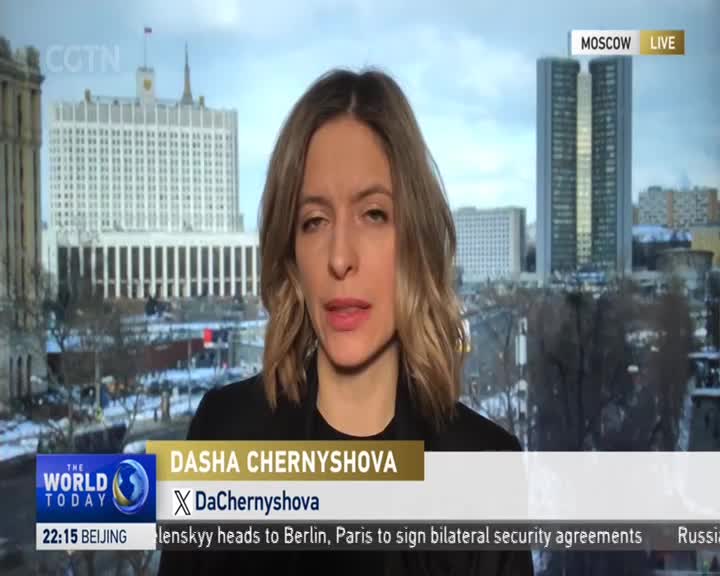 CGTN
MOSCOW LIVE
DASHA CHERNYSHOVA
X DaChernyshova
THE
WORLD
TODAY
22:15 BEIJING
elenskyy heads to Berlin, Paris to sign bilateral security agreements Russia